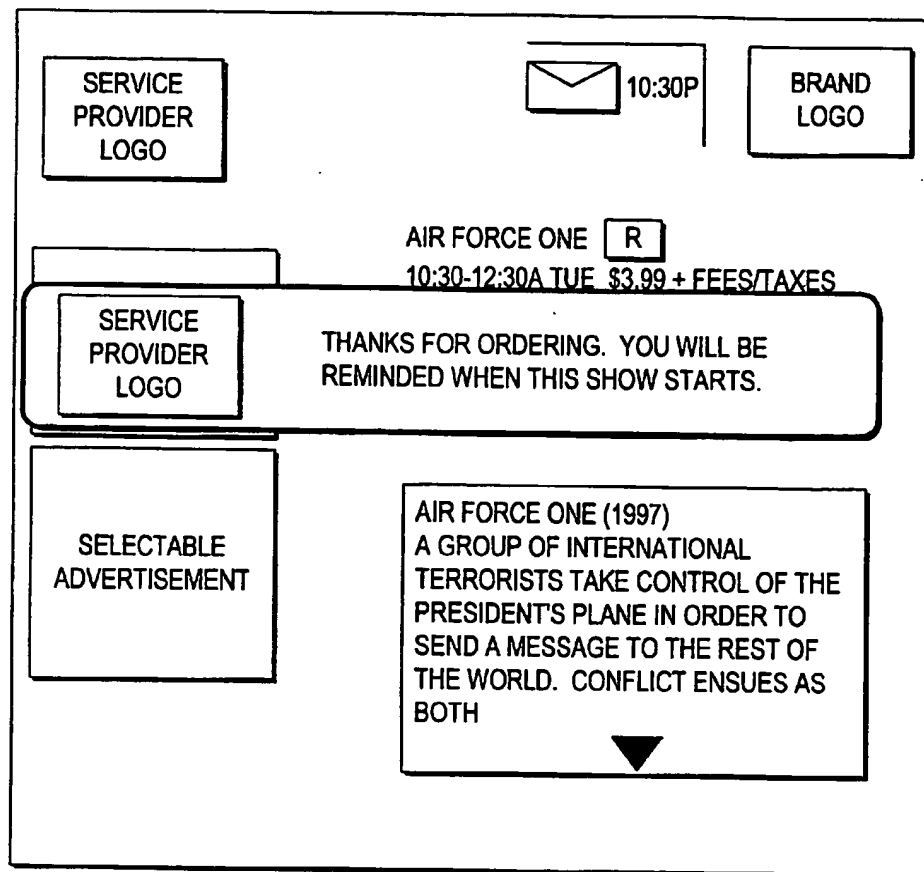 SERVICE
PROVIDER
LOGO
10:30P
BRAND
LOGO
AIR FORCE ONE R
10:30-12:30A TUE $3.99 + FEES/TAXES
SERVICE
PROVIDER
LOGO
THANKS FOR ORDERING. YOU WILL BE
REMINDED WHEN THIS SHOW STARTS.
SELECTABLE
ADVERTISEMENT
AIR FORCE ONE (1997)
A GROUP OF INTERNATIONAL
TERRORISTS TAKE CONTROL OF THE
PRESIDENT'S PLANE IN ORDER TO
SEND A MESSAGE TO THE REST OF
THE WORLD. CONFLICT ENSUES AS
BOTH